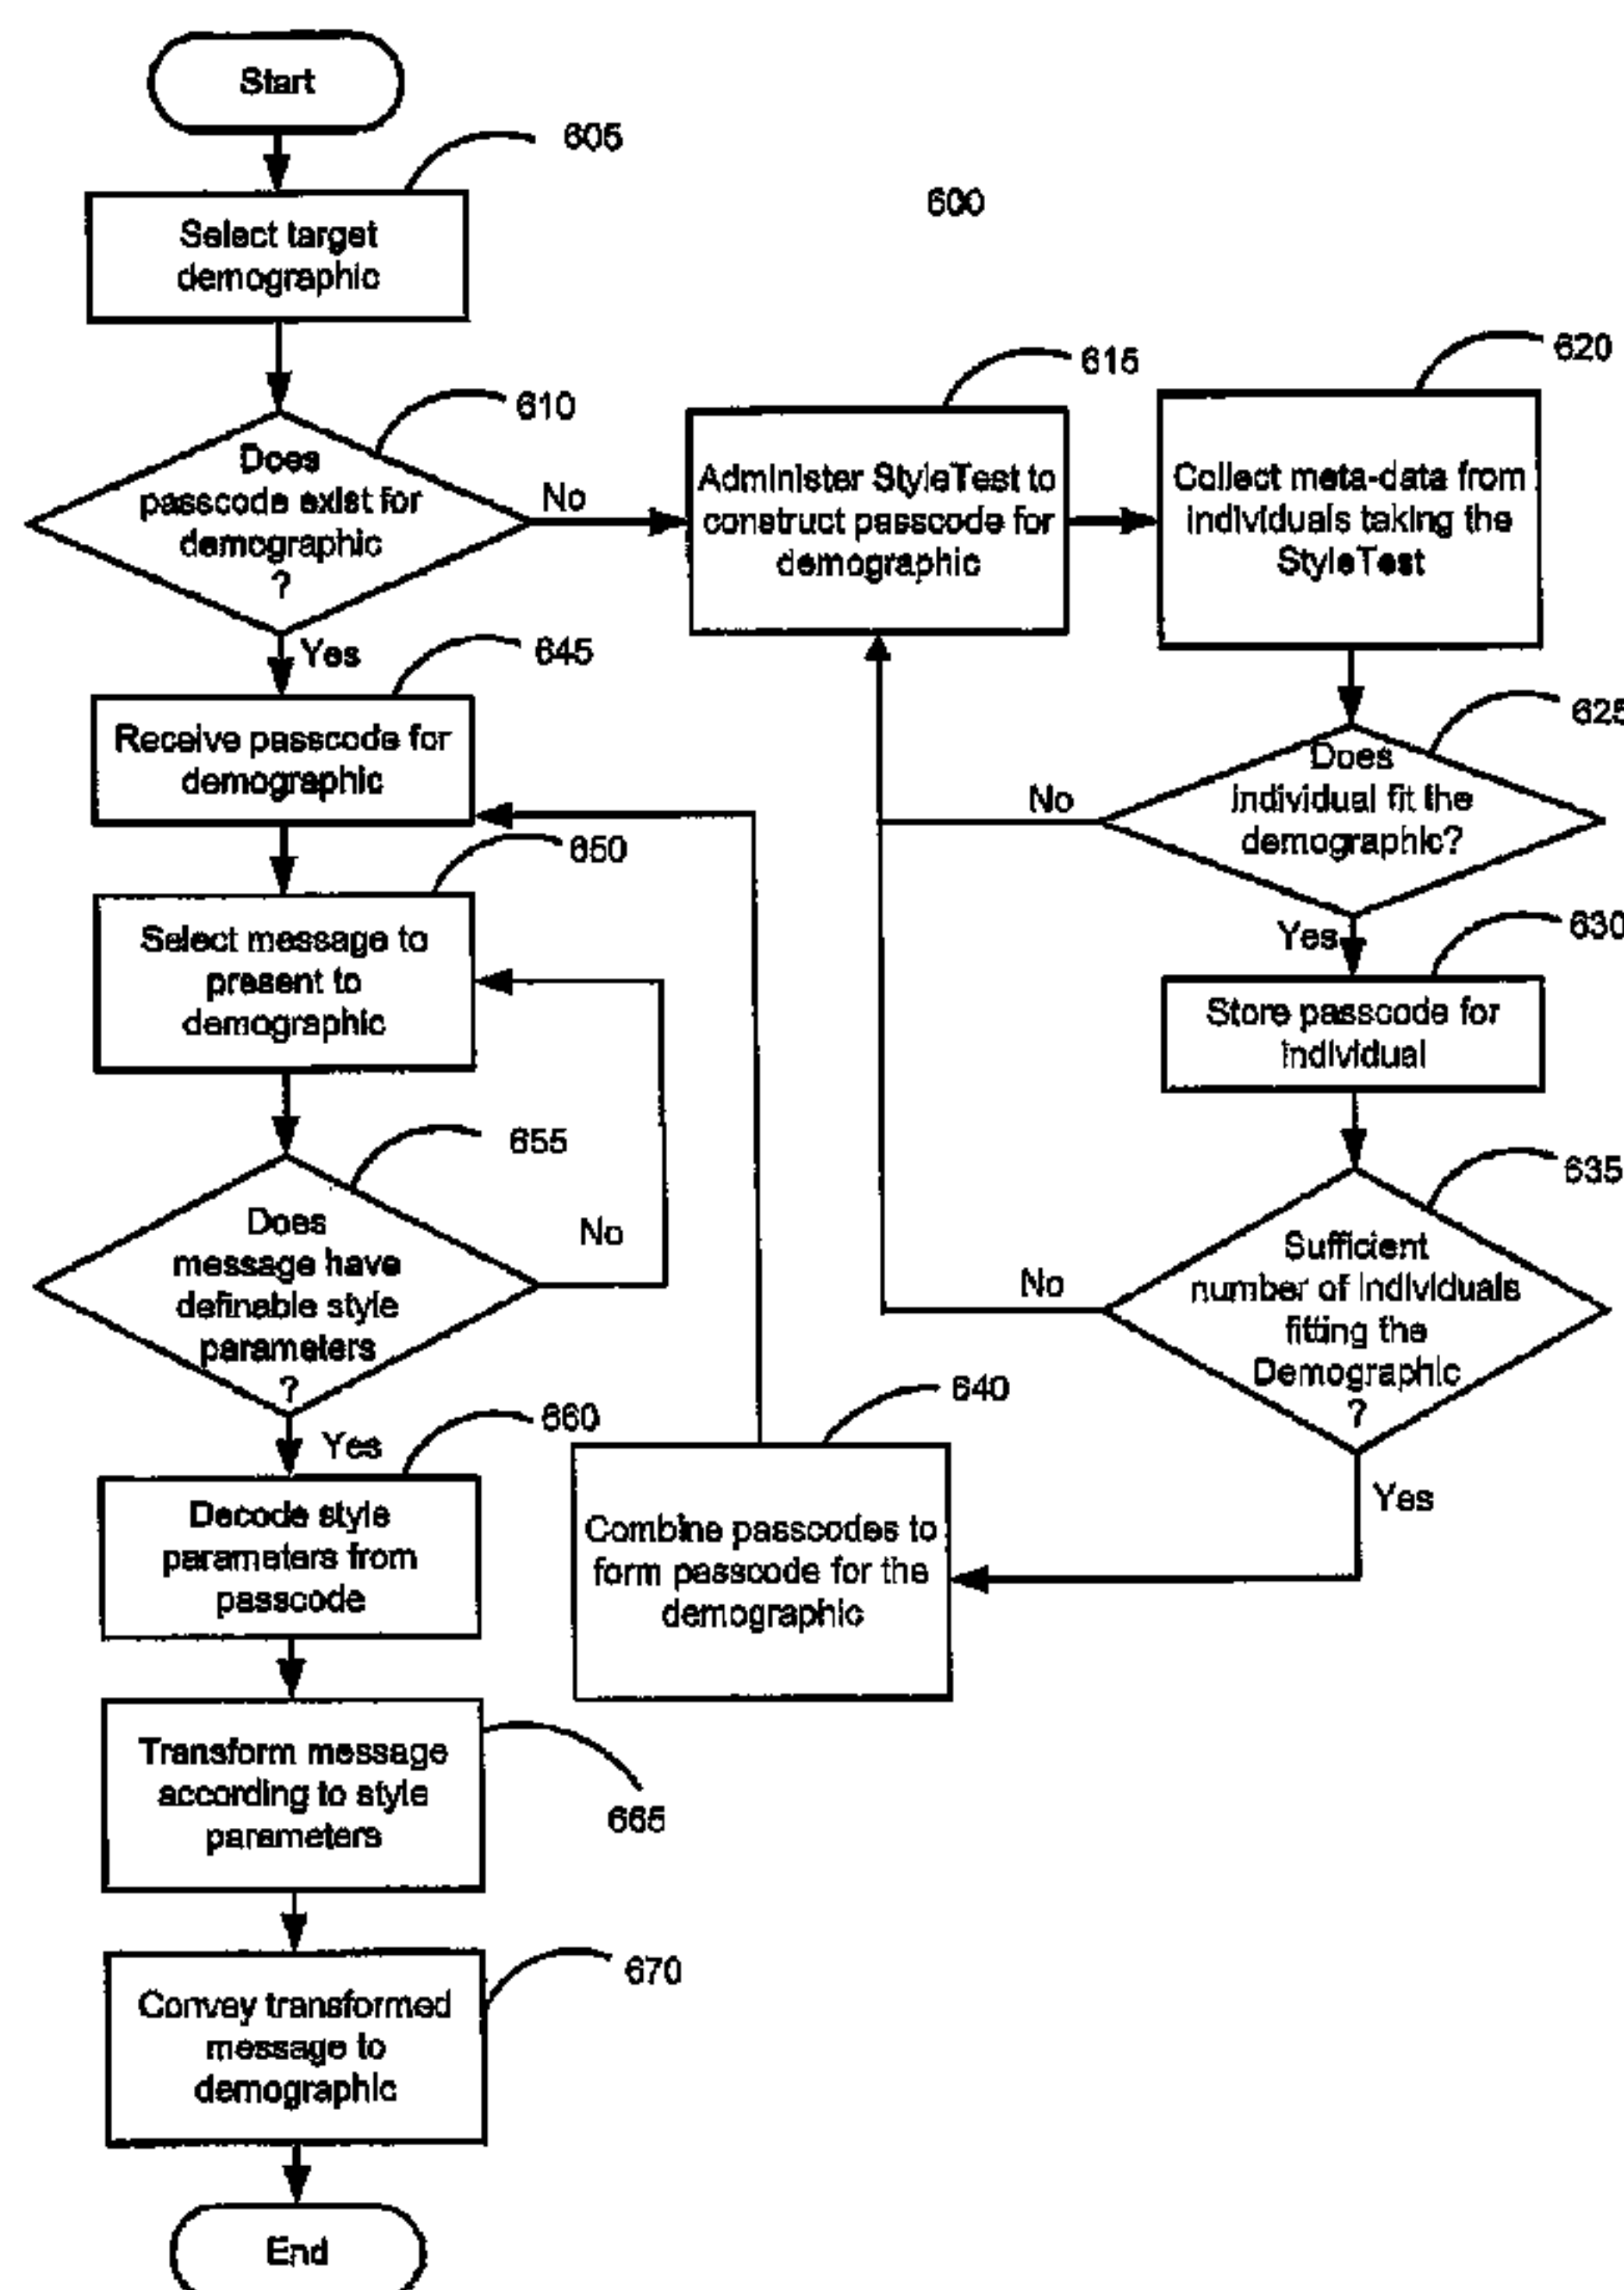 Start
605
Select target
demographic
600
610
Does
passcode exist for
demographic
?
No
Yes
615
Administer StyleTest to
construct passcode for
demographic
620
Collect meta-data from
individuals taking the
StyleTest
625
Does
individual fit the
demographic?
No
Yes
630
Store passcode for
individual
635
Sufficient
number of individuals
fitting the
Demographic
?
No
Yes
640
Combine passcodes to
form passcode for the
demographic
645
Receive passcode for
demographic
650
Select message to
present to
demographic
655
Does
message have
definable style
parameters
?
No
Yes
660
Decode style
parameters from
passcode
665
Transform message
according to style
parameters
670
Convey transformed
message to
demographic
End